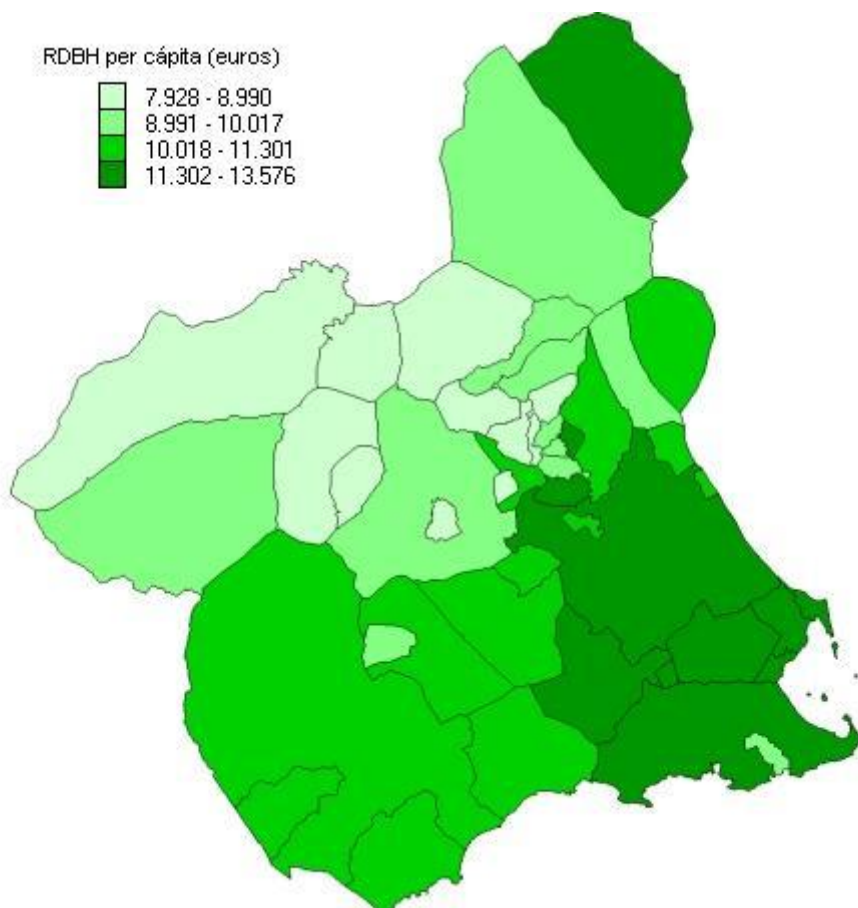 RDBH per cápita (euros)
7.928 - 8.990
8.991 - 10.017
10.018 - 11.301
11.302 - 13.576